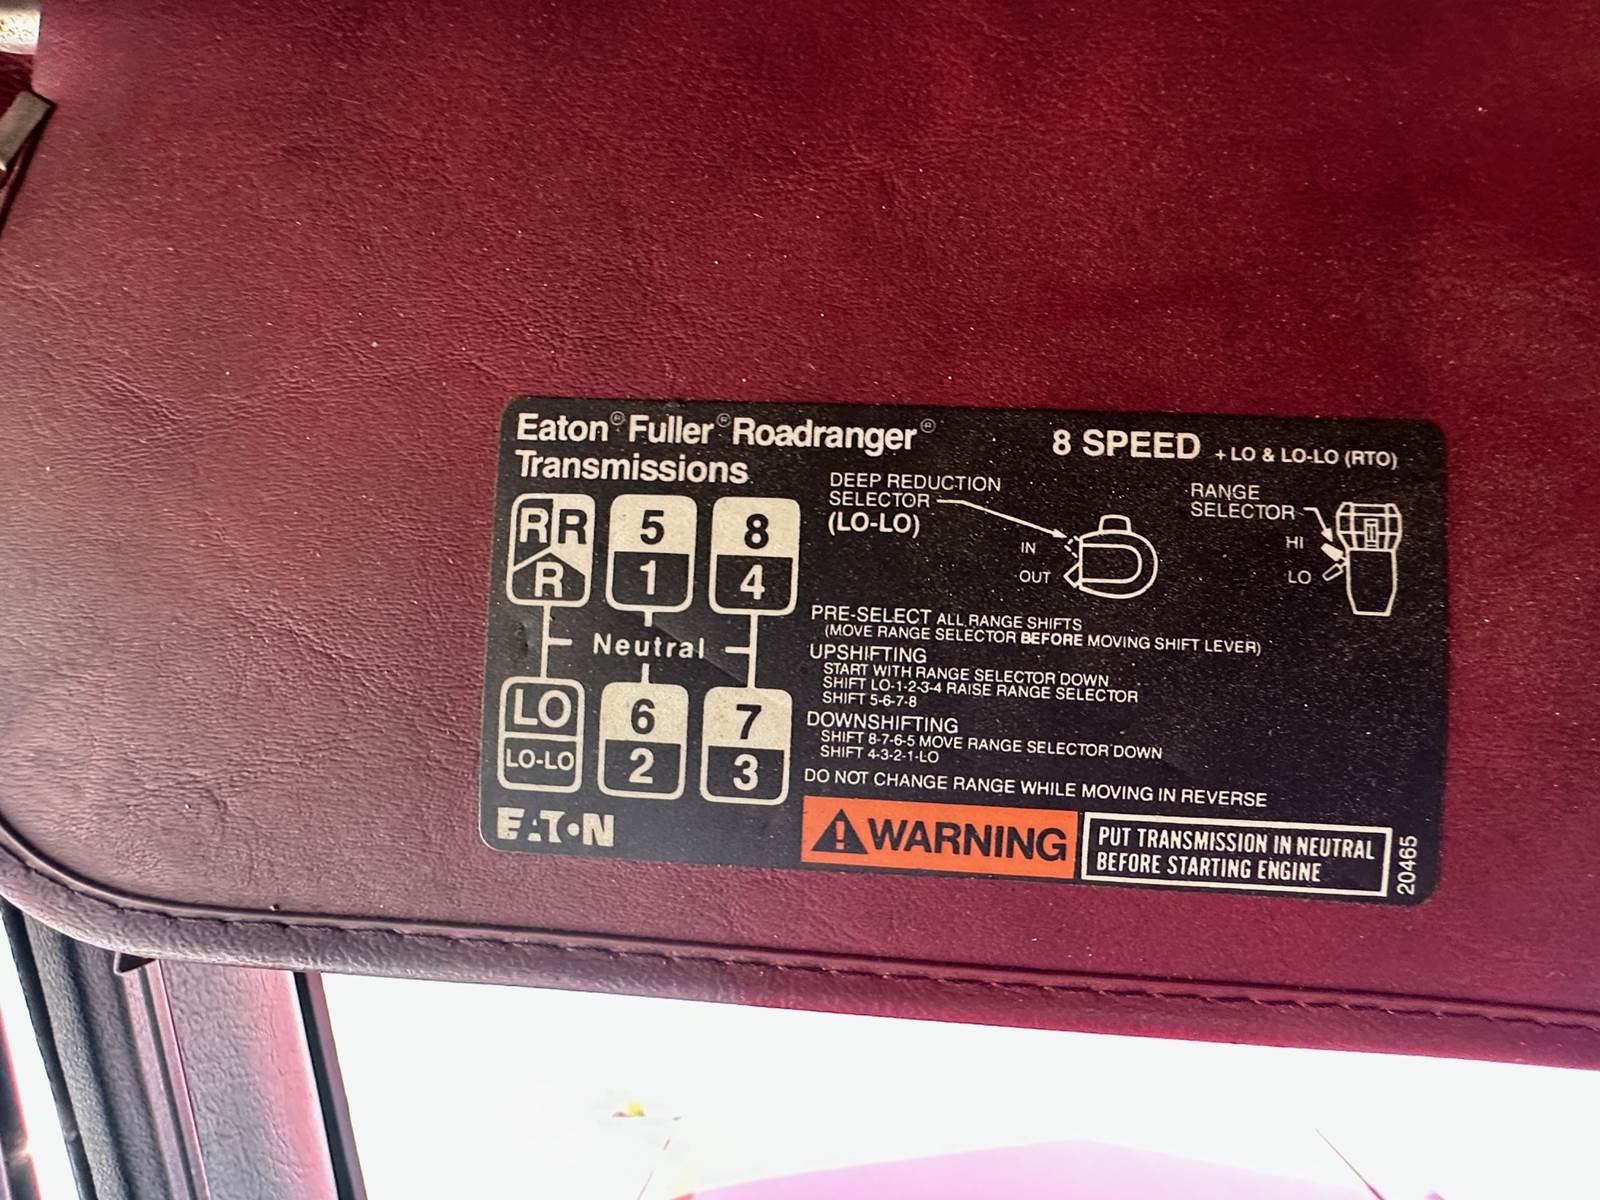 Eaton® Fuller® Roadranger®
Transmissions
8 SPEED + LO & LO-LO (RTO)
R R 5 8
R 1 4
Neutral
LO 6 7
LO-LO 2 3
EATON
DEEP REDUCTION
SELECTOR
(LO-LO)
IN
OUT
RANGE
SELECTOR
HI
LO
PRE-SELECT ALL RANGE SHIFTS
(MOVE RANGE SELECTOR BEFORE MOVING SHIFT LEVER)
UPSHIFTING
START WITH RANGE SELECTOR DOWN
SHIFT LO-1-2-3-4 RAISE RANGE SELECTOR
SHIFT 5-6-7-8
DOWNSHIFTING
SHIFT 8-7-6-5 MOVE RANGE SELECTOR DOWN
SHIFT 4-3-2-1-LO
DO NOT CHANGE RANGE WHILE MOVING IN REVERSE
WARNING
PUT TRANSMISSION IN NEUTRAL
BEFORE STARTING ENGINE
20465